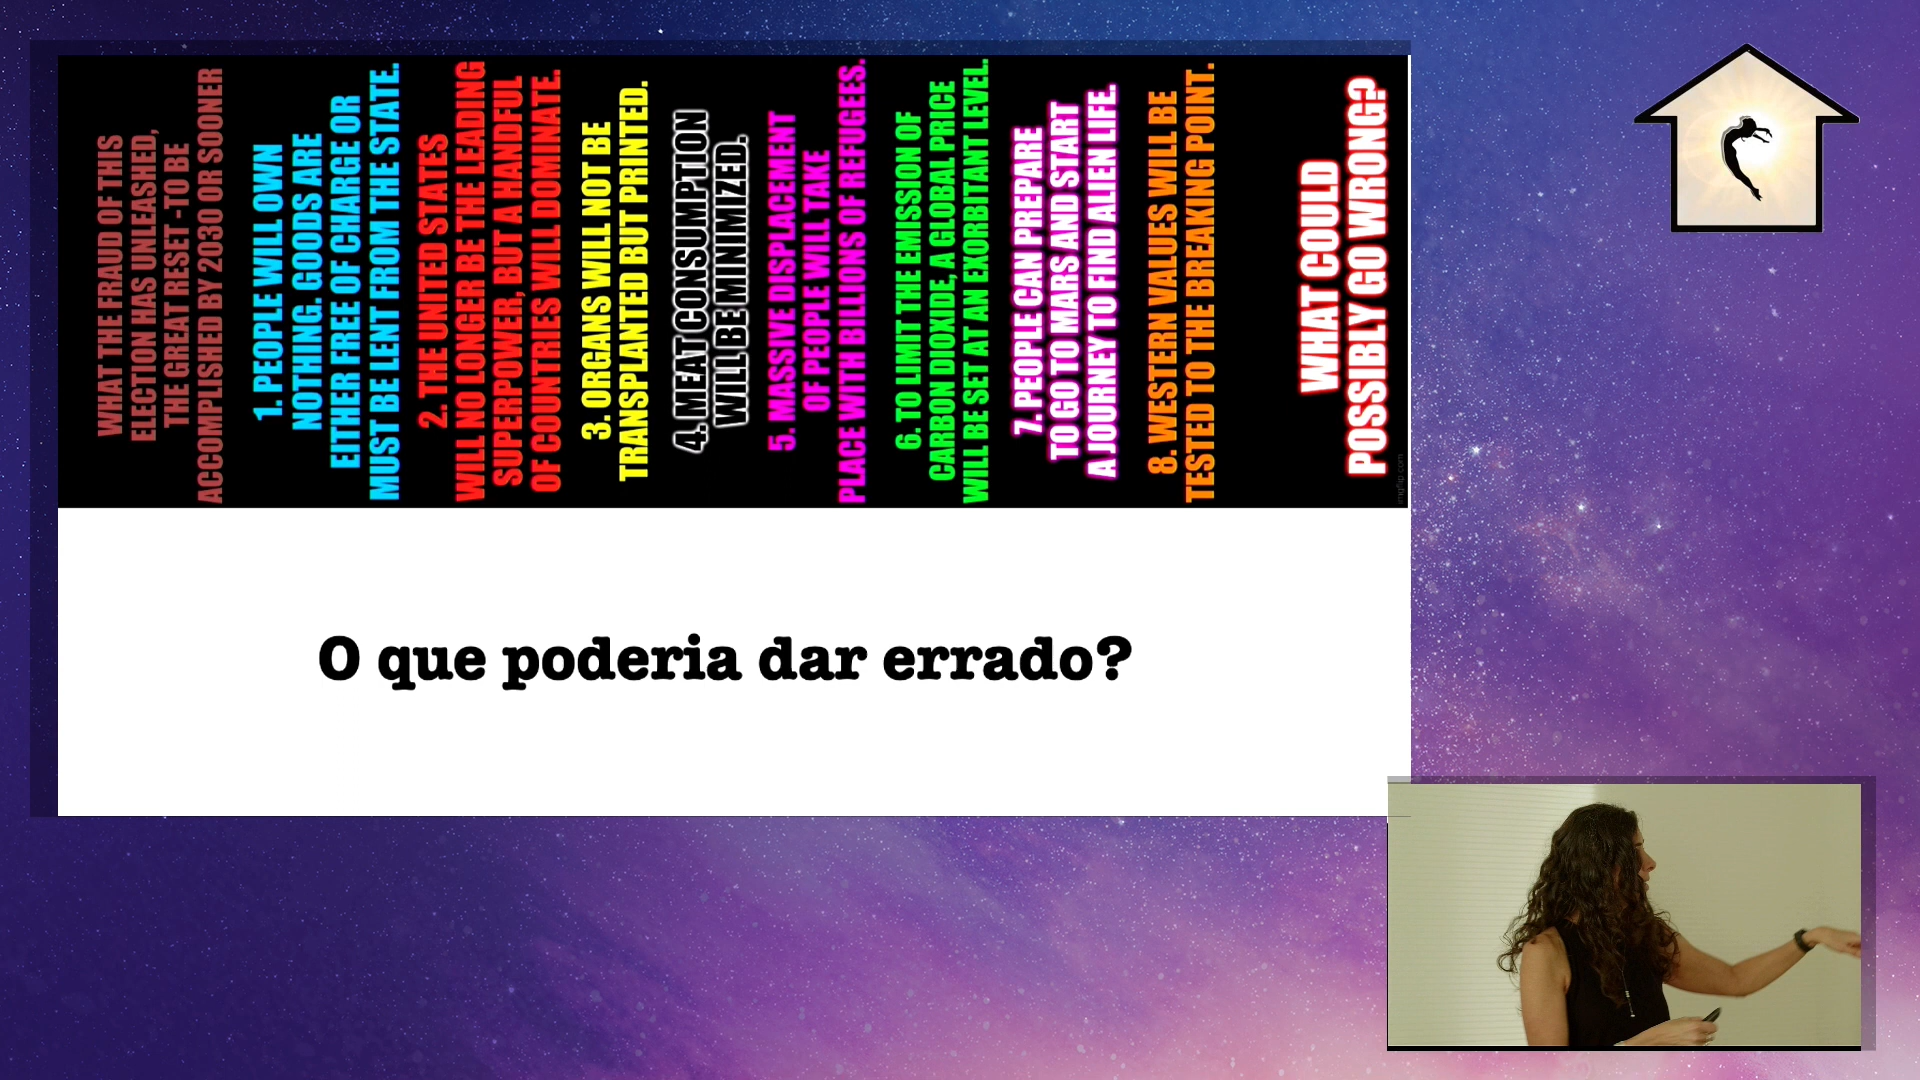 WHAT THE FRAUD OF THIS
ELECTION HAS UNLEASHED,
THE GREAT RESET -TO BE
ACCOMPLISHED BY 2030 OR SOONER
1. PEOPLE WILL OWN
NOTHING. GOODS ARE
EITHER FREE OF CHARGE OR
MUST BE LENT FROM THE STATE.
2. THE UNITED STATES
WILL NO LONGER BE THE LEADING
SUPERPOWER, BUT A HANDFUL
OF COUNTRIES WILL DOMINATE.
3. ORGANS WILL NOT BE
TRANSPLANTED BUT PRINTED.
4. MEAT CONSUMPTION
WILL BE MINIMIZED.
5. MASSIVE DISPLACEMENT
OF PEOPLE WILL TAKE
PLACE WITH BILLIONS OF REFUGEES.
6. TO LIMIT THE EMISSION OF
CARBON DIOXIDE, A GLOBAL PRICE
WILL BE SET AT AN EXORBITANT LEVEL.
7. PEOPLE CAN PREPARE
TO GO TO MARS AND START
A JOURNEY TO FIND ALIEN LIFE.
8. WESTERN VALUES WILL BE
TESTED TO THE BREAKING POINT.
WHAT COULD
POSSIBLY GO WRONG?
imgflip.com
O que poderia dar errado?